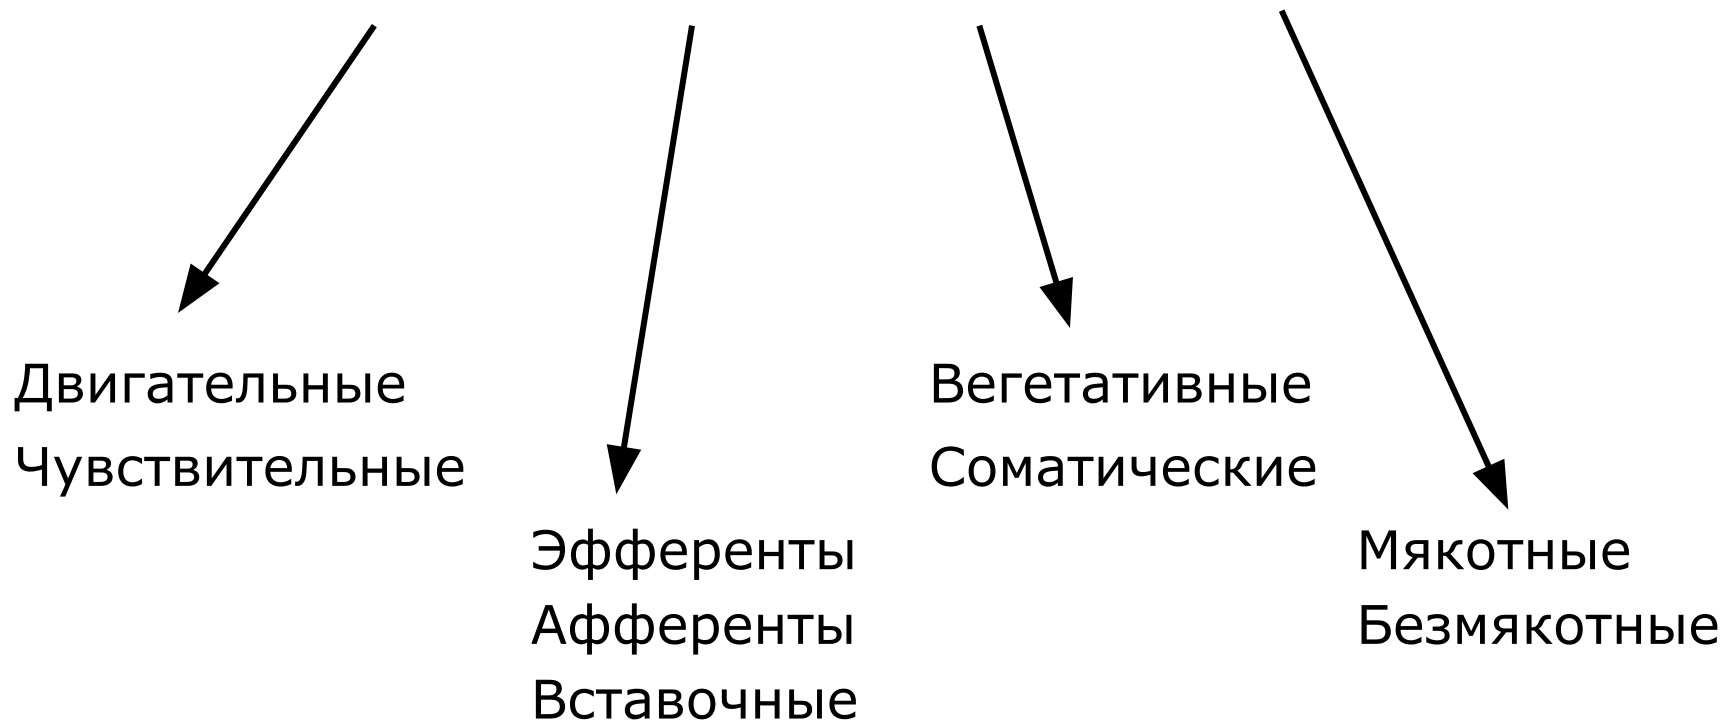 Двигательные
Чувствительные
Эфференты
Афференты
Вставочные
Вегетативные
Соматические
Мякотные
Безмякотные